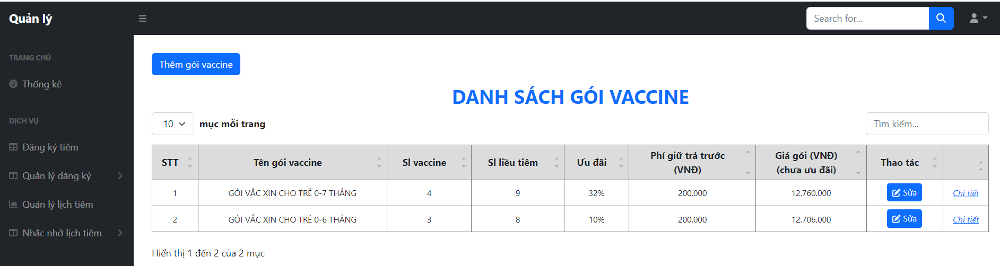 Quản lý
Search for...
TRANG CHỦ
Thống kê
DỊCH VỤ
Đăng ký tiêm
Quản lý đăng ký
Quản lý lịch tiêm
Nhắc nhở lịch tiêm
Thêm gói vaccine
DANH SÁCH GÓI VACCINE
10 mục mỗi trang
Tìm kiếm...
STT Tên gói vaccine Sl vaccine Sl liều tiêm Ưu đãi Phí giữ trả trước (VNĐ) Giá gói (VNĐ) (chưa ưu đãi) Thao tác
1 GÓI VẮC XIN CHO TRẺ 0-7 THÁNG 4 9 32% 200.000 12.760.000 Sửa Chi tiết
2 GÓI VẮC XIN CHO TRẺ 0-6 THÁNG 3 8 10% 200.000 12.706.000 Sửa Chi tiết
Hiển thị 1 đến 2 của 2 mục